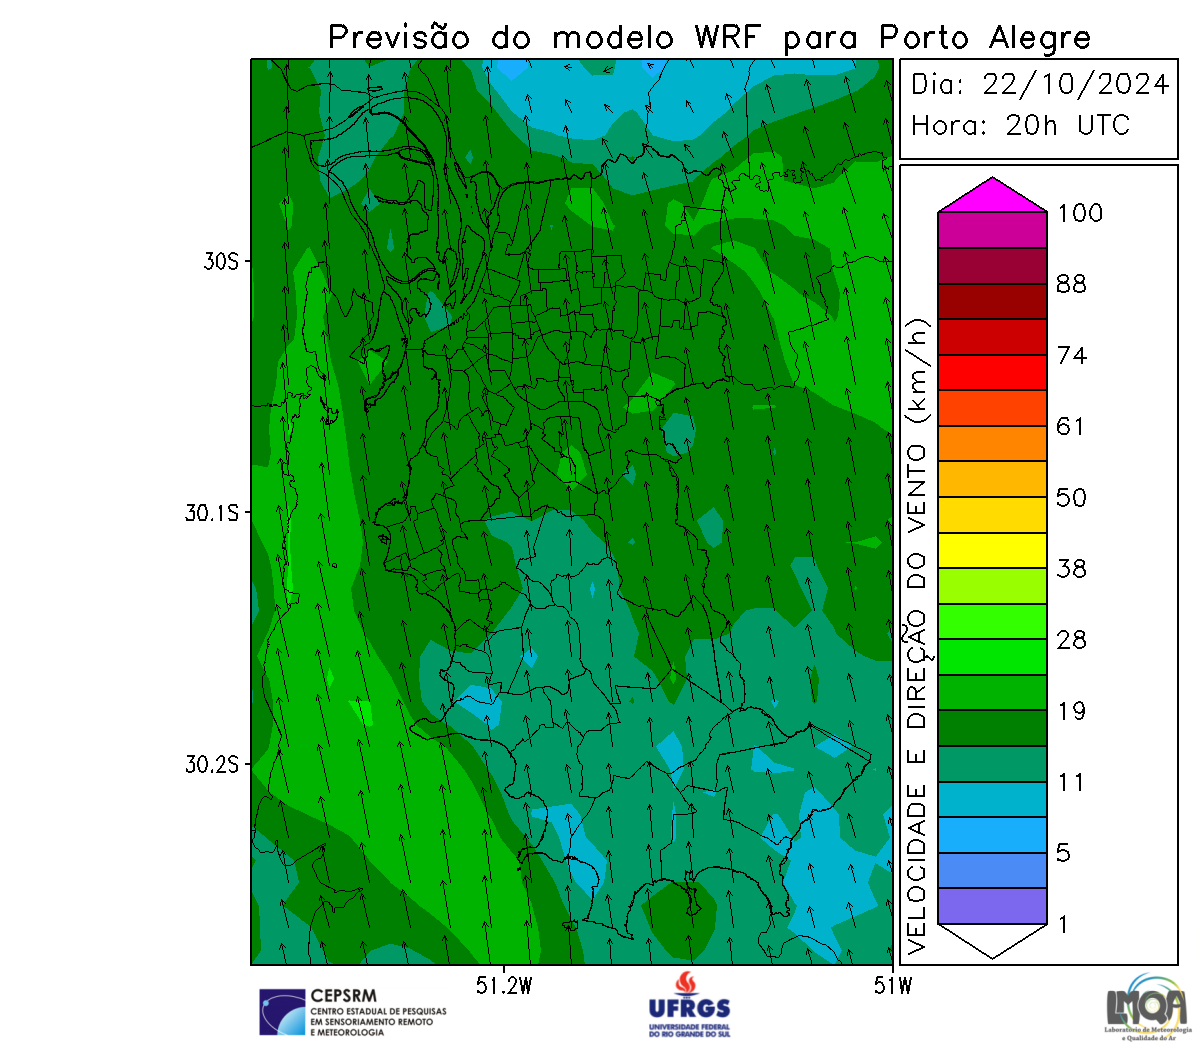 Previsão do modelo WRF para Porto Alegre
Dia: 22/10/2024
Hora: 20h UTC
30S
30.1S
30.2S
51.2W
51W
VELOCIDADE E DIREÇÃO DO VENTO (km/h)
100
88
74
61
50
38
28
19
11
5
1
CEPSRM
CENTRO ESTADUAL DE PESQUISAS
EM SENSORIAMENTO REMOTO
E METEOROLOGIA
UFRGS
UNIVERSIDADE FEDERAL
DO RIO GRANDE DO SUL
LMQA
Laboratório de Meteorologia
e Qualidade do Ar